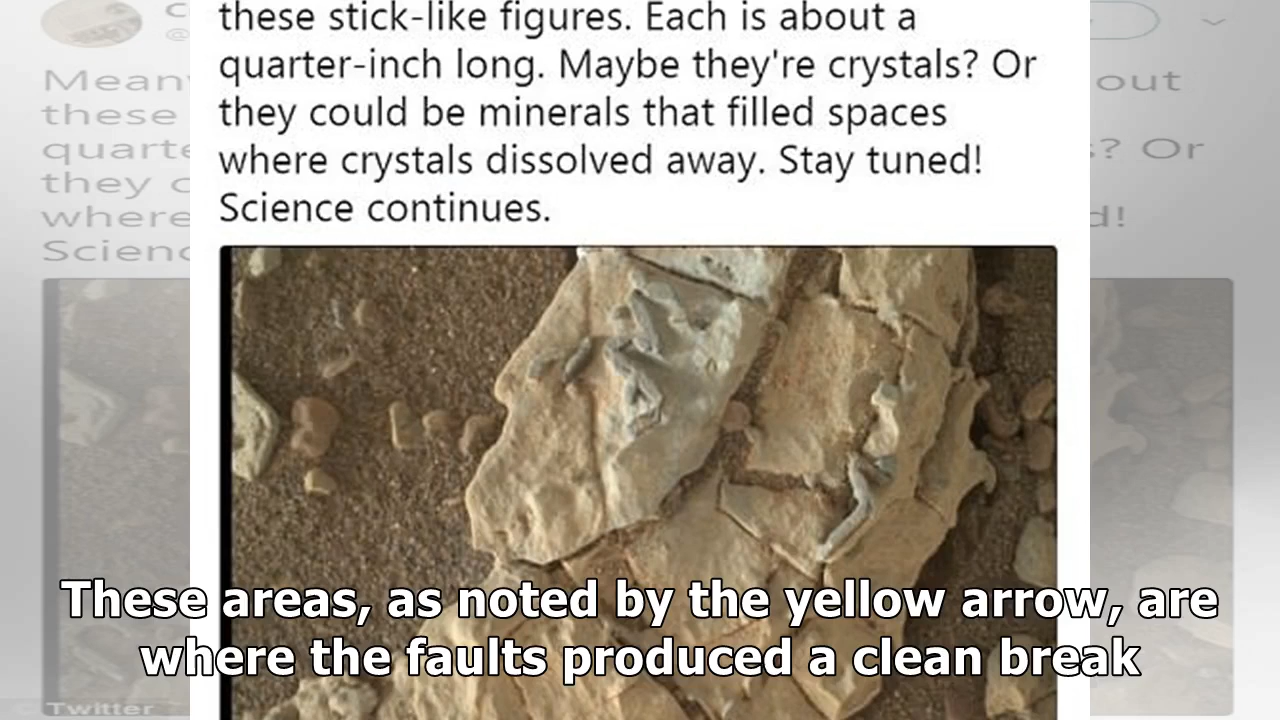 these stick-like figures. Each is about a
quarter-inch long. Maybe they're crystals? Or
they could be minerals that filled spaces
where crystals dissolved away. Stay tuned!
Science continues.
These areas, as noted by the yellow arrow, are
where the faults produced a clean break
Twitter